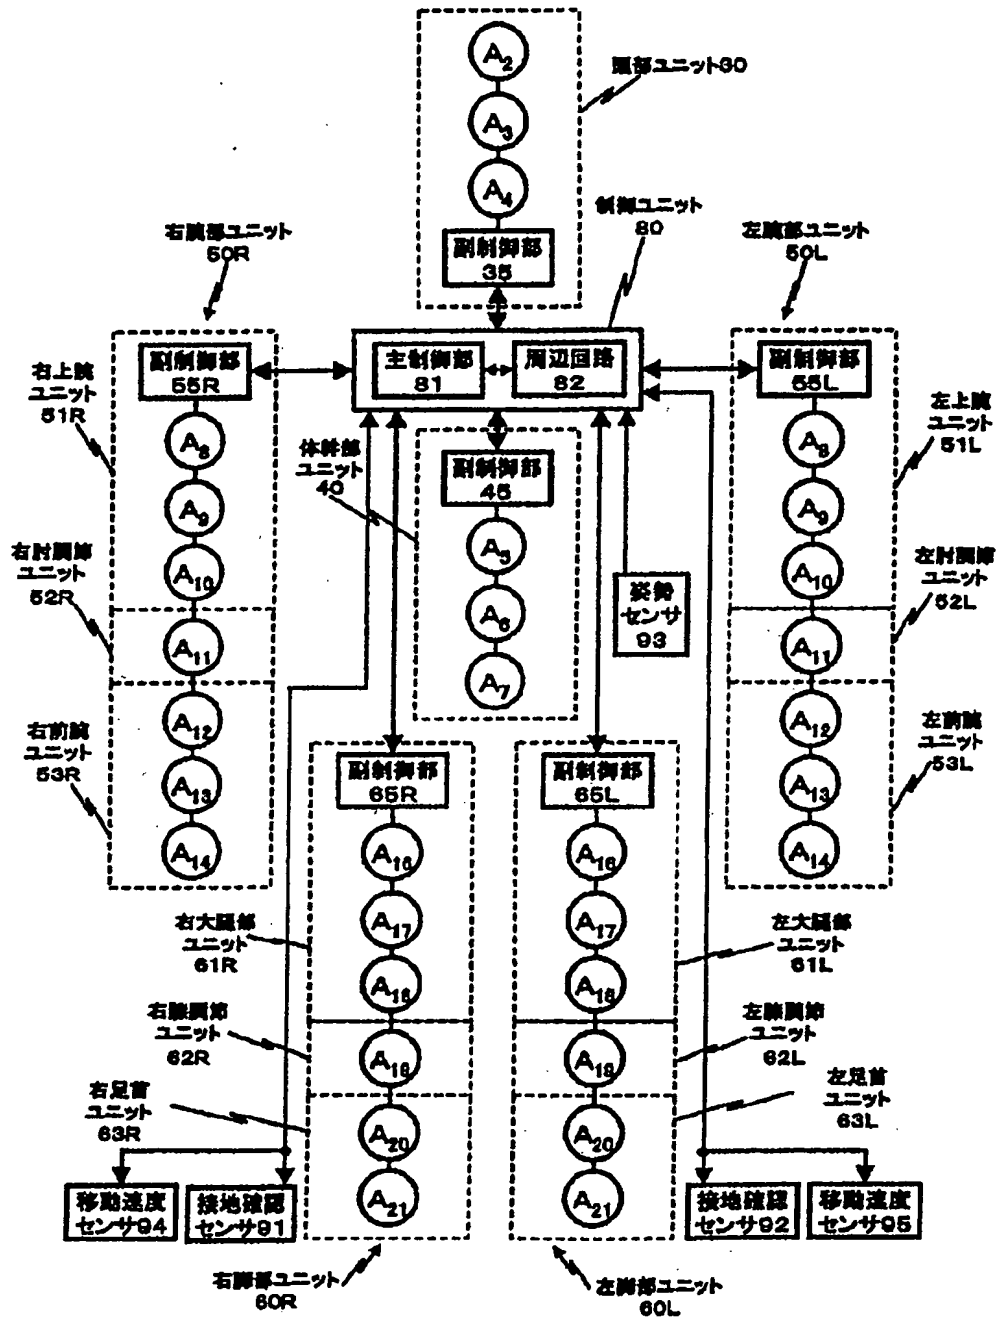 A2
頭部ユニット30
A3
A4
制御ユニット
80
右腕部ユニット
50R
左腕部ユニット
50L
副制御部
35
副制御部
55R
主制御部
81
周辺回路
82
副制御部
55L
右上腕
ユニット
51R
左上腕
ユニット
51L
体幹部
ユニット
40
副制御部
45
A8
A9
A10
A5
A6
A7
A8
A9
A10
右肘関節
ユニット
52R
左肘関節
ユニット
52L
姿勢
センサ
93
A11
A11
右前腕
ユニット
53R
左前腕
ユニット
53L
A12
A13
A14
A12
A13
A14
副制御部
65R
副制御部
65L
A16
A17
A18
A16
A17
A18
右大腿部
ユニット
61R
左大腿部
ユニット
61L
右膝関節
ユニット
62R
左膝関節
ユニット
62L
A19
A19
右足首
ユニット
63R
左足首
ユニット
63L
A20
A21
A20
A21
移動速度
センサ94
接地確認
センサ91
接地確認
センサ92
移動速度
センサ95
右脚部ユニット
60R
左脚部ユニット
60L